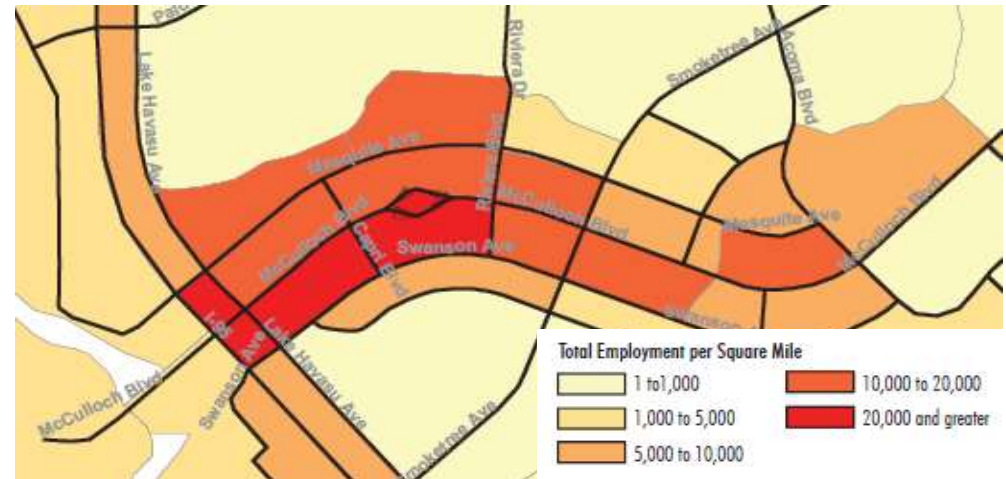 Lake Havasu Ave
Riviera Dr
Smoketree Ave
Acoma Blvd
Mesquite Ave
McCulloch Blvd
Capri Blvd
Swanson Ave
McCulloch Blvd
Mesquite Ave
McCulloch Blvd
I-95
Swanson Ave
Lake Havasu Ave
McCulloch Blvd
Smoketree Ave
Total Employment per Square Mile
1 to1,000
1,000 to 5,000
5,000 to 10,000
10,000 to 20,000
20,000 and greater